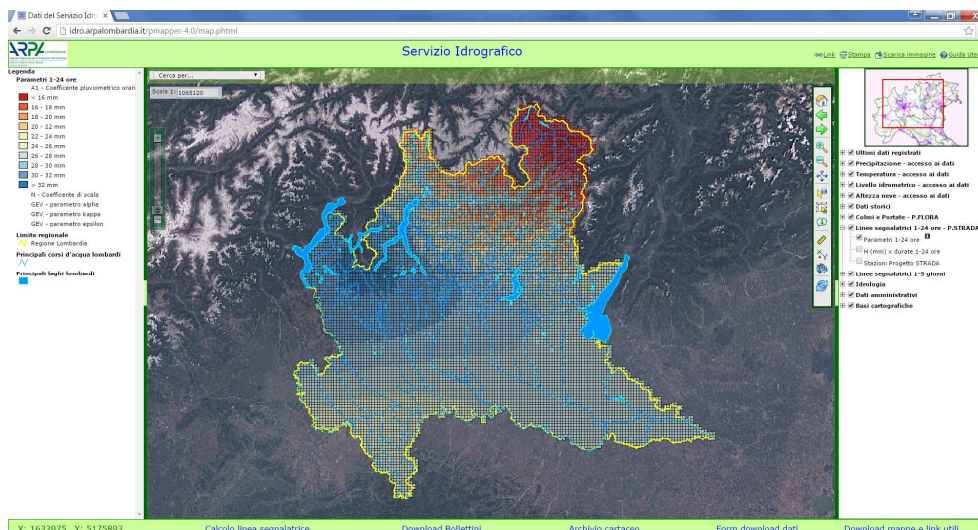 Dati del Servizio Idro
idro.arpalombardia.it/pmapper-4.0/map.phtml
ARPA
Servizio Idrografico
Link Stampa Scarica immagine Guida Uten
Legenda
Parametri 1-24 ore
A1 - Coefficente pluviometrico orari
< 16 mm
16 - 18 mm
18 - 20 mm
20 - 22 mm
22 - 24 mm
24 - 26 mm
26 - 28 mm
28 - 30 mm
30 - 32 mm
> 32 mm
N - Coefficente di scala
GEV - parametro alpha
GEV - parametro kappa
GEV - parametro epsilon
Limite regionale
Regione Lombardia
Principali corsi d'acqua lombardi
Principali laghi lombardi
Cerca per...
Scala 1: 1065120
Ultimi dati registrati
Precipitazione - accesso ai dati
Temperatura - accesso ai dati
Livello idrometrico - accesso ai dati
Altezza neve - accesso ai dati
Dati storici
Colmi e Portate - P.FLORA
Linee segnalatrici 1-24 ore - P.STRADA
Parametri 1-24 ore
H (mm) x durate 1-24 ore
Stazioni Progetto STRADA
Linee segnalatrici 1-5 giorni
Idrologia
Dati amministrativi
Basi cartografiche
X: 1633975 Y: 5175893
Calcolo linea segnalatrice
Download Bollettini
Archivio cartaceo
Form download dati
Download mappe e link utili